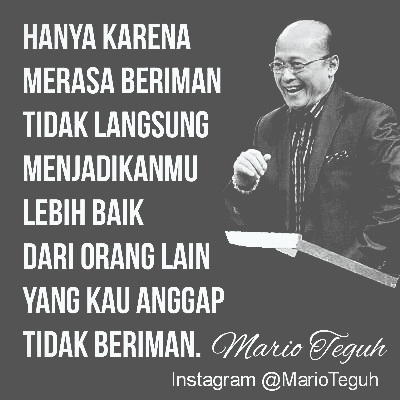 HANYA KARENA
MERASA BERIMAN
TIDAK LANGSUNG
MENJADIKANMU
LEBIH BAIK
DARI ORANG LAIN
YANG KAU ANGGAP
TIDAK BERIMAN. Mario Teguh
Instagram @MarioTeguh